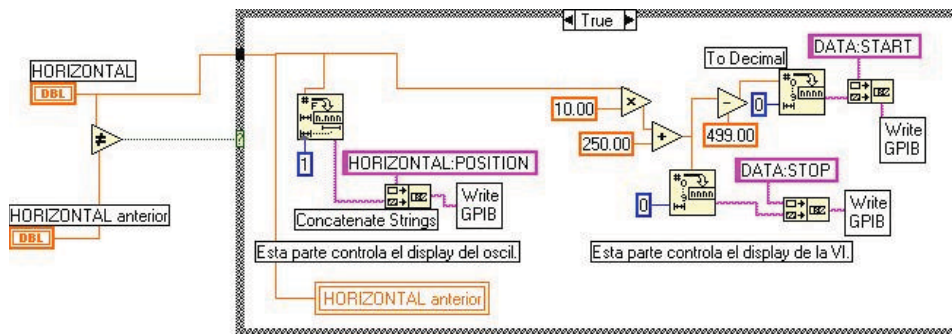 True
HORIZONTAL
DBL
HORIZONTAL anterior
DBL
1
HORIZONTAL:POSITION
Concatenate Strings
Write
GPIB
Esta parte controla el display del oscil.
HORIZONTAL anterior
To Decimal
DATA:START
10.00
250.00
499.00
0
Write
GPIB
DATA:STOP
0
Write
GPIB
Esta parte controla el display de la VI.